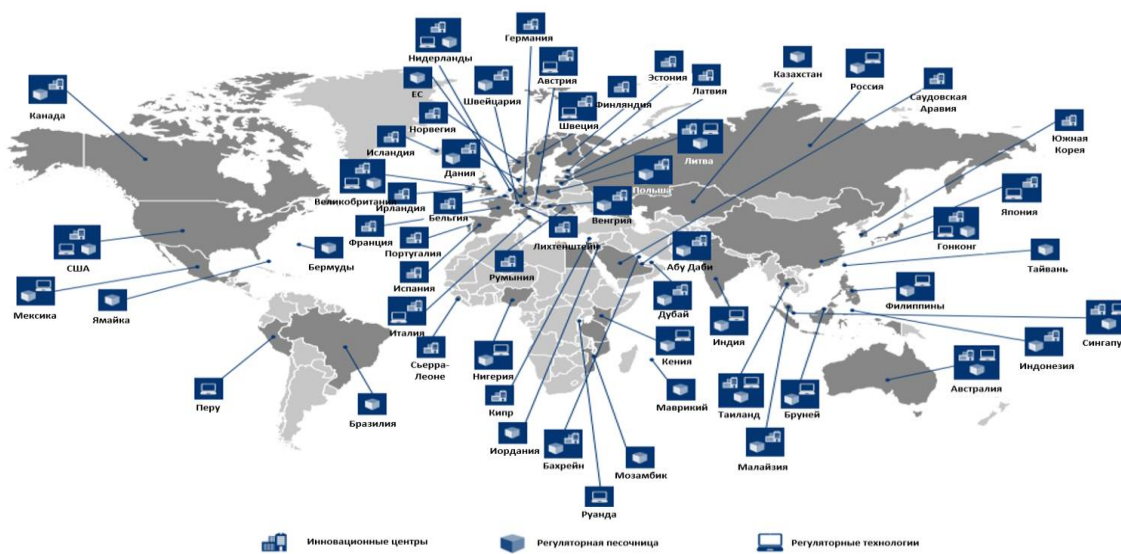 Германия
Нидерланды
Австрия
Эстония
Латвия
Казахстан
Россия
Саудовская
Аравия
Канада
ЕС
Швейцария
Финляндия
Швеция
Норвегия
Исландия
Дания
Литва
Южная
Корея
Великобритания
Ирландия
Бельгия
Польша
Венгрия
Япония
США
Бермуды
Франция
Португалия
Лихтенштейн
Абу Даби
Гонконг
Тайвань
Мексика
Ямайка
Испания
Румыния
Дубай
Индия
Филиппины
Италия
Сьерра-
Леоне
Нигерия
Кения
Индонезия
Сингапу
Перу
Бразилия
Кипр
Маврикий
Таиланд
Бруней
Австралия
Иордания
Бахрейн
Мозамбик
Малайзия
Руанда
Инновационные центры
Регуляторная песочница
Регуляторные технологии